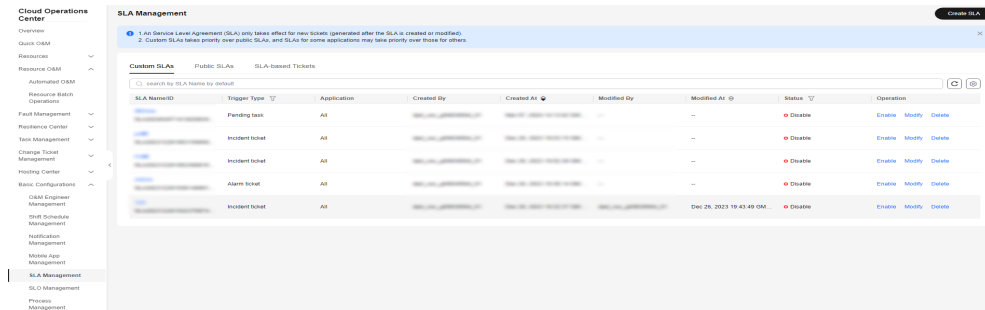 Cloud Operations
Center
Overview
Quick O&M
Resources
Resource O&M
Automated O&M
Resource Batch
Operations
Fault Management
Resilience Center
Task Management
Change Ticket
Management
Hosting Center
Basic Configurations
O&M Engineer
Management
Shift Schedule
Management
Notification
Management
Mobile App
Management
SLA Management
SLO Management
Process
Management
SLA Management
Create SLA
1.An Service Level Agreement (SLA) only takes effect for new tickets (generated after the SLA is created or modified)
2. Custom SLAs takes priority over public SLAs, and SLAs for some applications may take priority over those for others.
Custom SLAs Public SLAs SLA-based Tickets
search by SLA Name by default
SLA Name/ID Trigger Type Application Created By Created At Modified By Modified At Status Operation
Pending task All -- -- Disable Enable Modify Delete
Incident ticket All -- -- Disable Enable Modify Delete
Incident ticket All -- -- Disable Enable Modify Delete
Alarm ticket All -- -- Disable Enable Modify Delete
Incident ticket All Dec 26, 2023 19:43:49 GM... Disable Enable Modify Delete